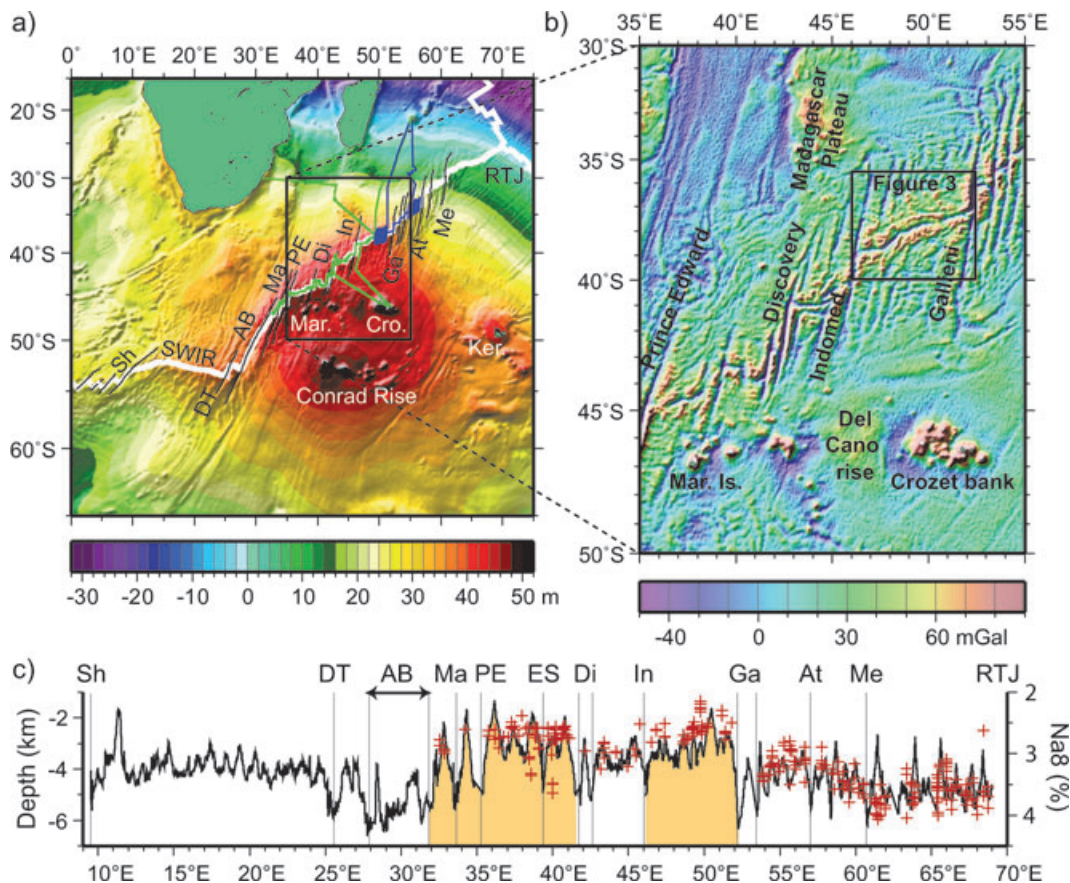 a)
0° 10°E 20°E 30°E 40°E 50°E 60°E 70°E
20°S
30°S
40°S
50°S
60°S
RTJ
Me
At
In
Ga
Di
PE
Ma
AB
Mar.
Cro.
Ker.
Sh
SWIR
DT
Conrad Rise
-30 -20 -10 0 10 20 30 40 50 m
b)
35°E 40°E 45°E 50°E 55°E
30°S
35°S
40°S
45°S
50°S
Madagascar
Plateau
Figure 3
Prince Edward
Discovery
Indomed
Gallieni
Del
Cano
rise
Mar. Is.
Crozet bank
-40 0 30 60 mGal
c)
Sh DT AB Ma PE ES Di In Ga At Me RTJ
Depth (km)
-2
-4
-6
2
3
4
Na8 (%)
10°E 15°E 20°E 25°E 30°E 35°E 40°E 45°E 50°E 55°E 60°E 65°E 70°E